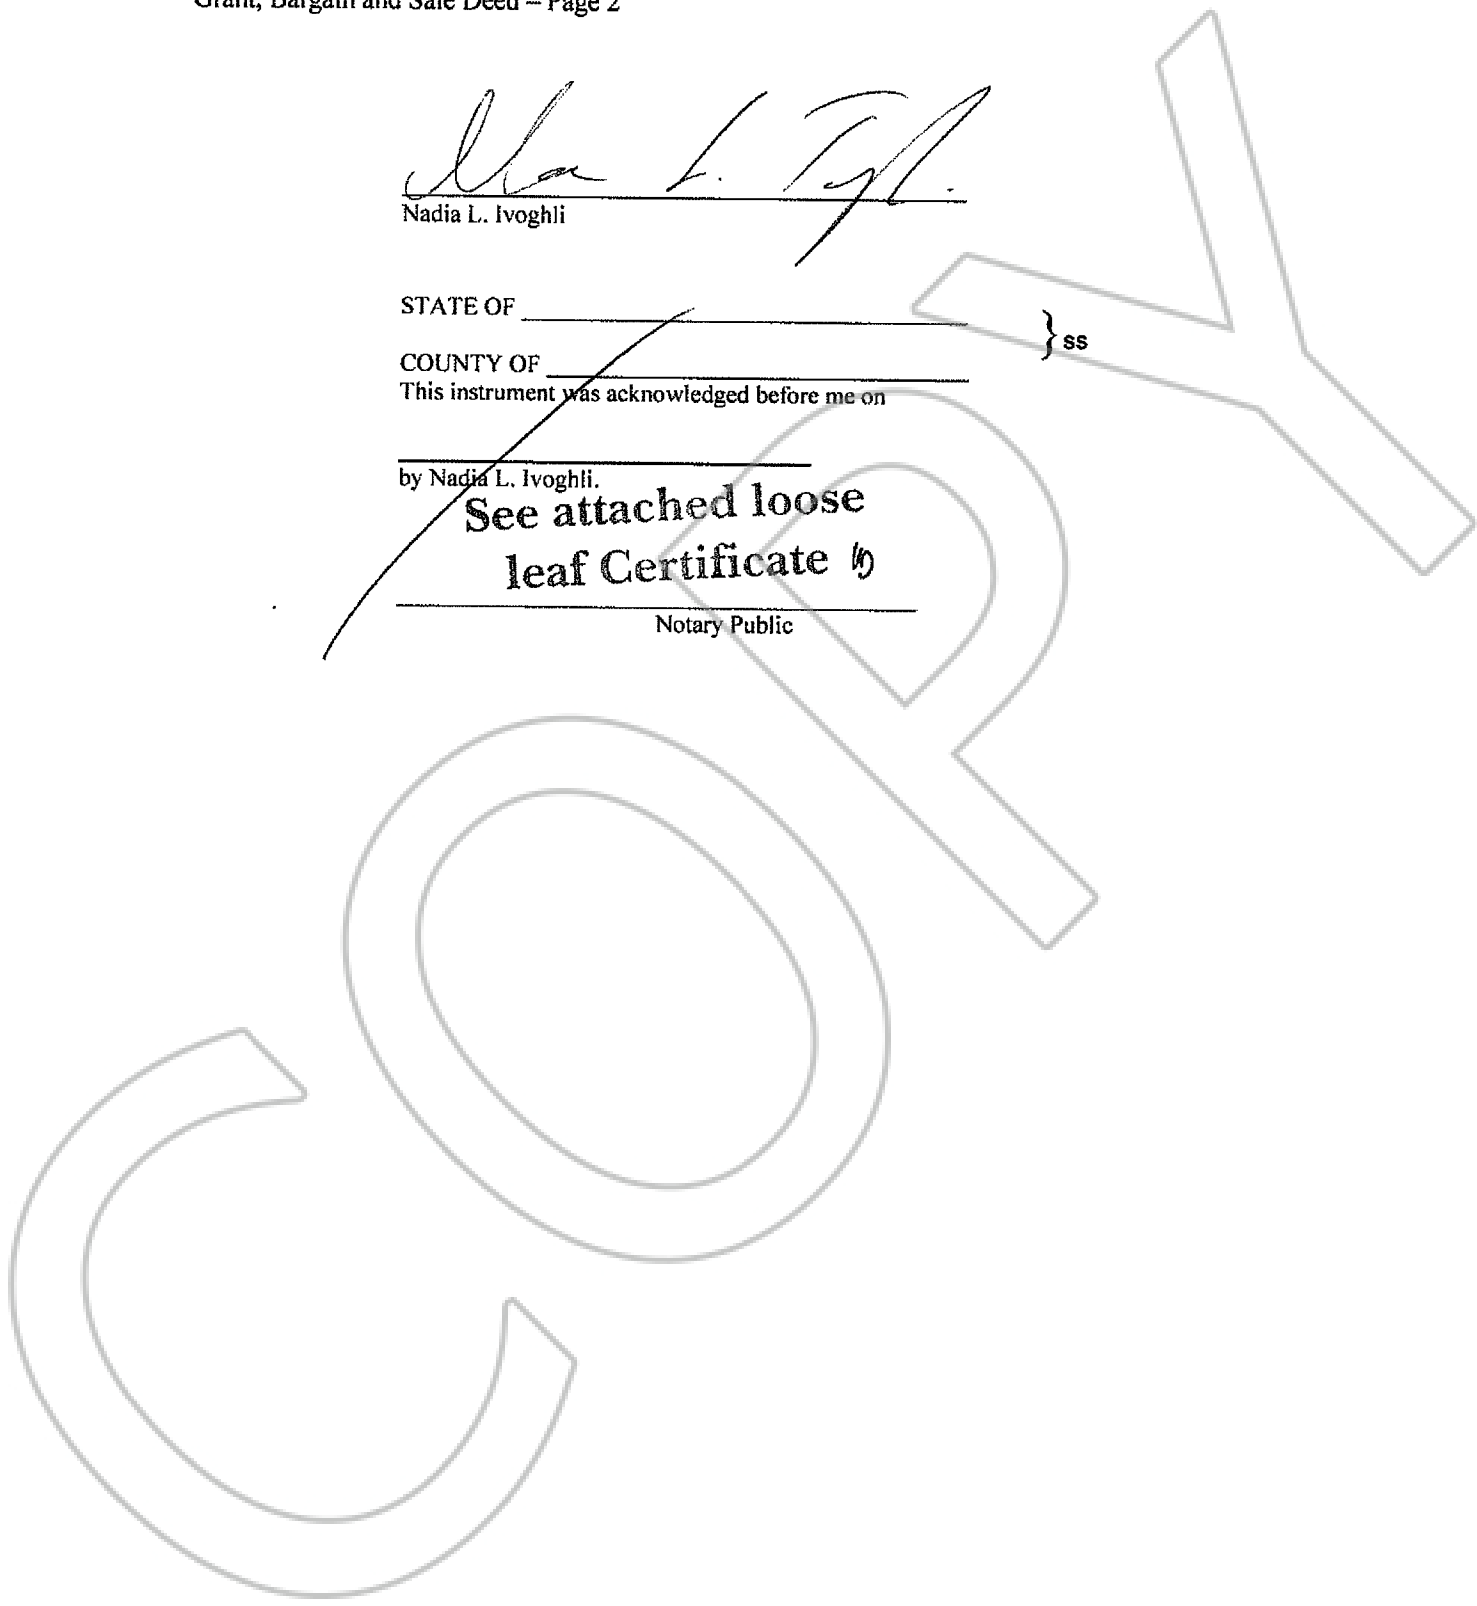 Grant, Bargain and Sale Deed – Page 2
Nadia L. Ivoghli
STATE OF
}ss
COUNTY OF
This instrument was acknowledged before me on
by Nadia L. Ivoghli.
See attached loose
leaf Certificate
Notary Public
COPY